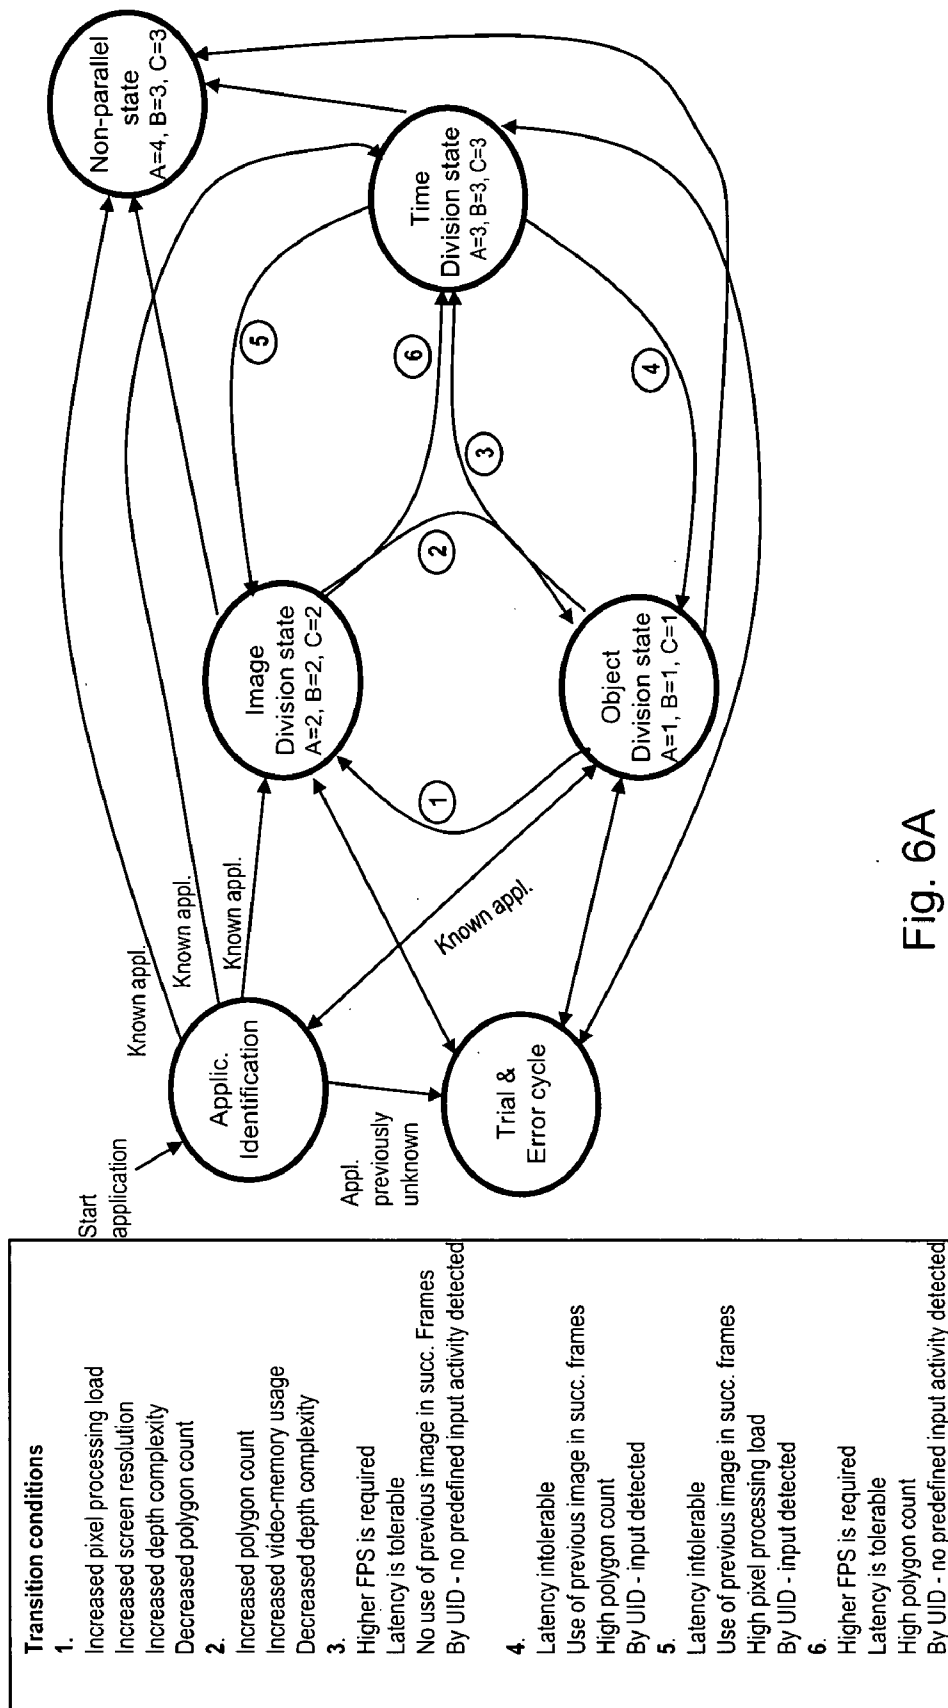 Transition conditions
1.
Increased pixel processing load
Increased screen resolution
Increased depth complexity
Decreased polygon count
2.
Increased polygon count
Increased video-memory usage
Decreased depth complexity
3.
Higher FPS is required
Latency is tolerable
No use of previous image in succ. Frames
By UID - no predefined input activity detected
4.
Latency intolerable
Use of previous image in succ. frames
High polygon count
By UID - input detected
5.
Latency intolerable
Use of previous image in succ. frames
High pixel processing load
By UID - input detected
6.
Higher FPS is required
Latency is tolerable
High polygon count
By UID - no predefined input activity detected
Start
application
Applic.
Identification
Appl.
previously
unknown
Trial &
Error cycle
Known appl.
Known appl.
Known appl.
Known appl.
Image
Division state
A=2, B=2, C=2
Object
Division state
A=1, B=1, C=1
Time
Division state
A=3, B=3, C=3
Non-parallel
state
A=4, B=3, C=3
1
2
3
4
5
6
Fig. 6A